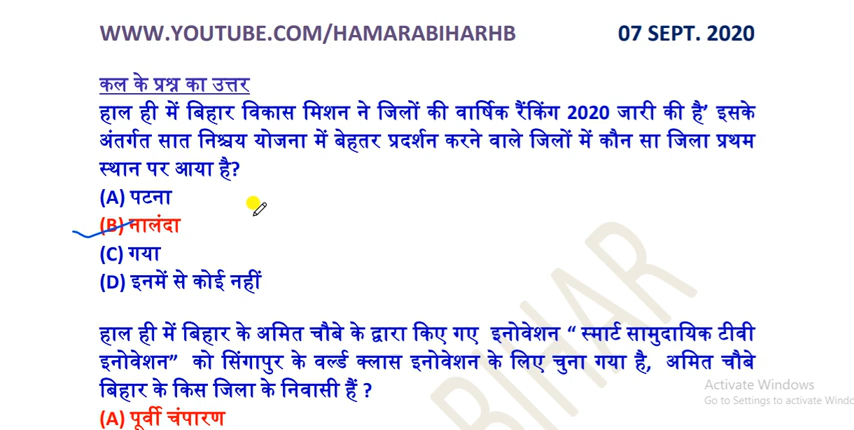 WWW.YOUTUBE.COM/HAMARABIHARHB 07 SEPT. 2020
कल के प्रश्न का उत्तर
हाल ही में बिहार विकास मिशन ने जिलों की वार्षिक रैंकिंग 2020 जारी की है' इसके
अंतर्गत सात निश्चय योजना में बेहतर प्रदर्शन करने वाले जिलों में कौन सा जिला प्रथम
स्थान पर आया है?
(A) पटना
(B) नालंदा
(C) गया
(D) इनमें से कोई नहीं
हाल ही में बिहार के अमित चौबे के द्वारा किए गए इनोवेशन “ स्मार्ट सामुदायिक टीवी
इनोवेशन” को सिंगापुर के वर्ल्ड क्लास इनोवेशन के लिए चुना गया है, अमित चौबे
बिहार के किस जिला के निवासी हैं ?
(A) पूर्वी चंपारण
BIHAR
Activate Windows
Go to Settings to activate Windo